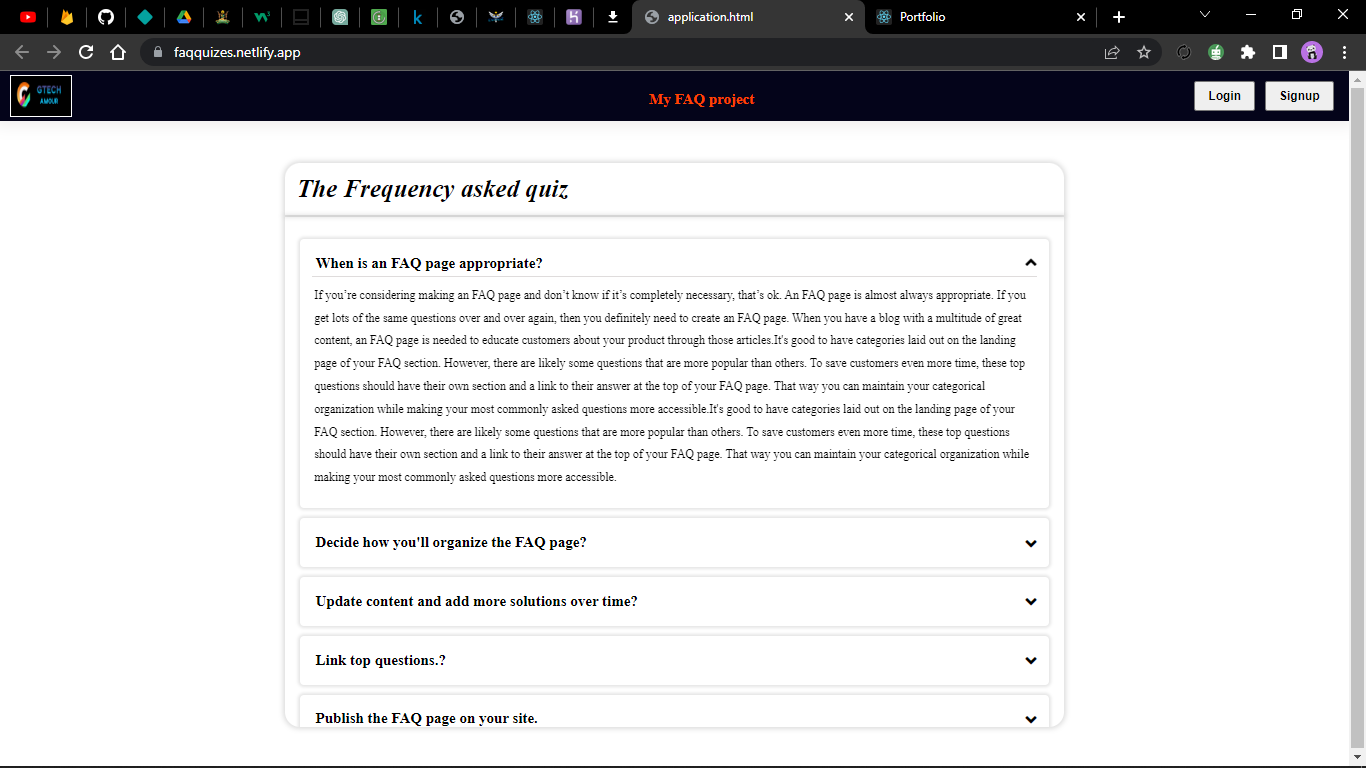 application.html
Portfolio
faqquizes.netlify.app
GTECH
AMOUR
My FAQ project
Login
Signup
The Frequency asked quiz
When is an FAQ page appropriate?
If you’re considering making an FAQ page and don’t know if it’s completely necessary, that’s ok. An FAQ page is almost always appropriate. If you
get lots of the same questions over and over again, then you definitely need to create an FAQ page. When you have a blog with a multitude of great
content, an FAQ page is needed to educate customers about your product through those articles.It's good to have categories laid out on the landing
page of your FAQ section. However, there are likely some questions that are more popular than others. To save customers even more time, these top
questions should have their own section and a link to their answer at the top of your FAQ page. That way you can maintain your categorical
organization while making your most commonly asked questions more accessible.It's good to have categories laid out on the landing page of your
FAQ section. However, there are likely some questions that are more popular than others. To save customers even more time, these top questions
should have their own section and a link to their answer at the top of your FAQ page. That way you can maintain your categorical organization while
making your most commonly asked questions more accessible.
Decide how you'll organize the FAQ page?
Update content and add more solutions over time?
Link top questions.?
Publish the FAQ page on your site.